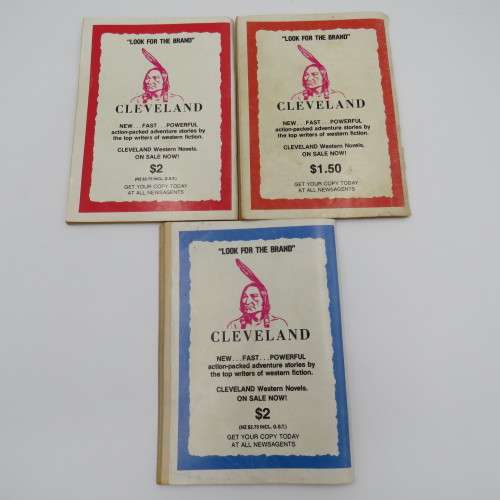 "LOOK FOR THE BRAND"
CLEVELAND
NEW...FAST...POWERFUL
action-packed adventure stories by
the top writers of western fiction.
CLEVELAND Western Novels.
ON SALE NOW!
$2
(NZ $2.70 INCL. G.S.T.)
GET YOUR COPY TODAY
AT ALL NEWSAGENTS
"LOOK FOR THE BRAND"
CLEVELAND
NEW...FAST...POWERFUL
action-packed adventure stories by
the top writers of western fiction.
CLEVELAND Western Novels.
ON SALE NOW!
$1.50
GET YOUR COPY TODAY
AT ALL NEWSAGENTS
"LOOK FOR THE BRAND"
CLEVELAND
NEW...FAST...POWERFUL
action-packed adventure stories by
the top writers of western fiction.
CLEVELAND Western Novels.
ON SALE NOW!
$2
(NZ $2.70 INCL. G.S.T.)
GET YOUR COPY TODAY
AT ALL NEWSAGENTS